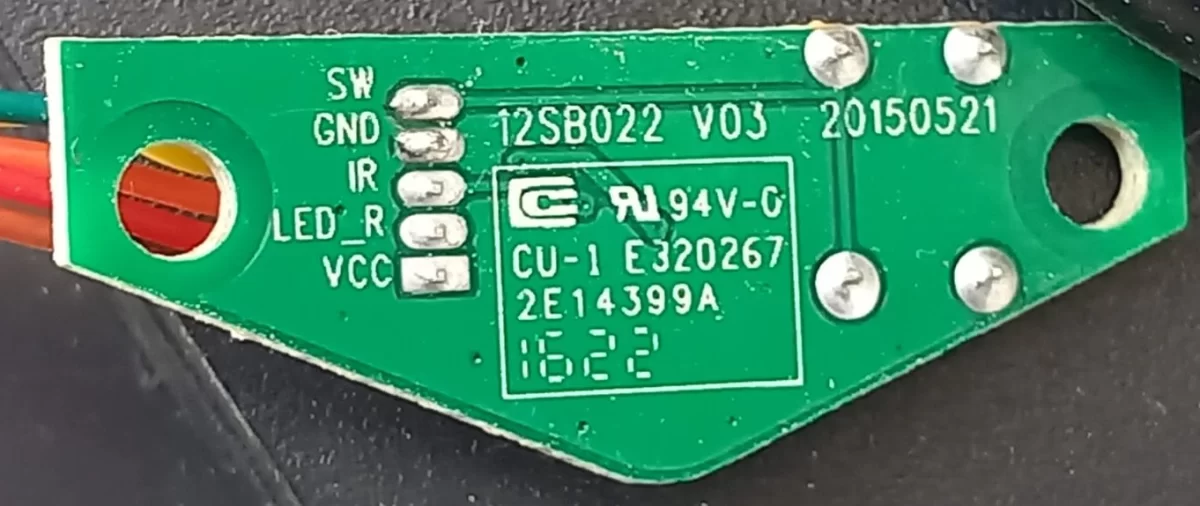 SW
GND
IR
LED_R
VCC
12SB022 V03 20150521
94V-0
CU-1 E320267
2E14399A
1622